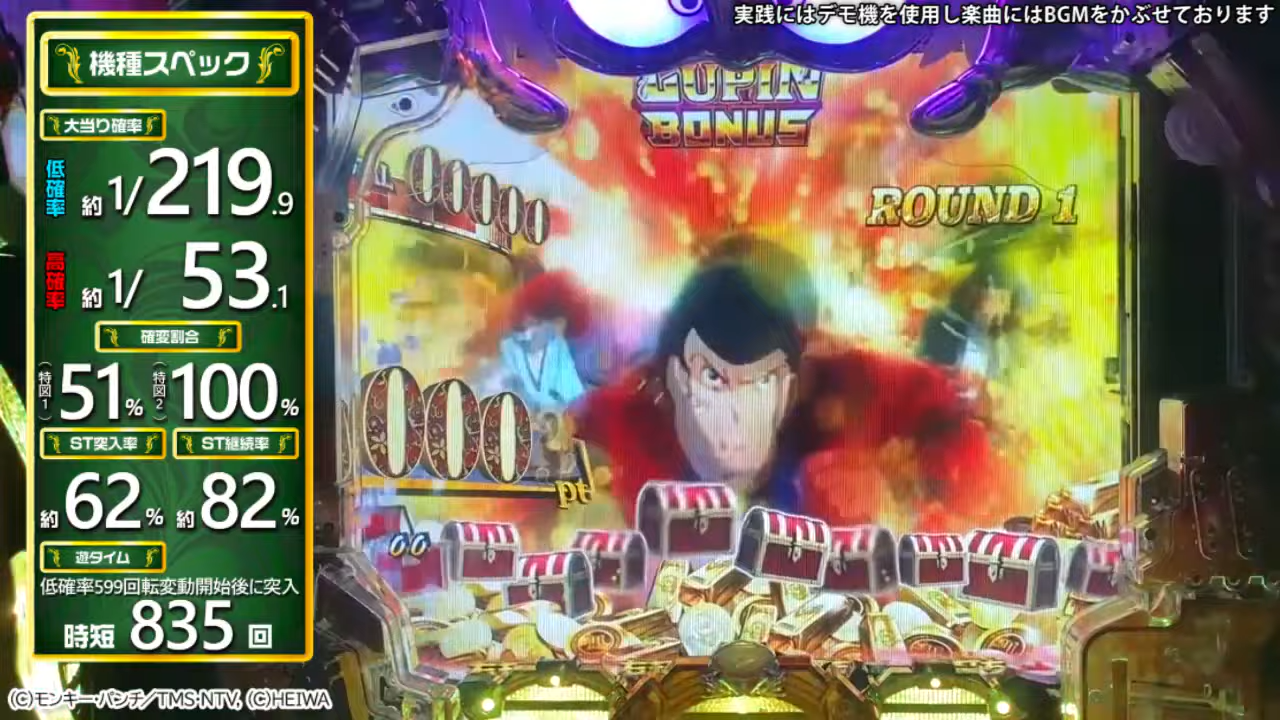 実践にはデモ機を使用し楽曲にはBGMをかぶせております
機種スペック
大当り確率
低確率 約1/219.9
高確率 約1/53.1
確変割合
(特図1) 51% (特図2) 100%
ST突入率 ST継続率
約62% 約82%
遊タイム
低確率599回転変動開始後に突入
時短 835 回
(C)モンキー・パンチ/TMS・NTV, (C)HEIWA
LUPIN
BONUS
ROUND 1
00000
000
pt
00